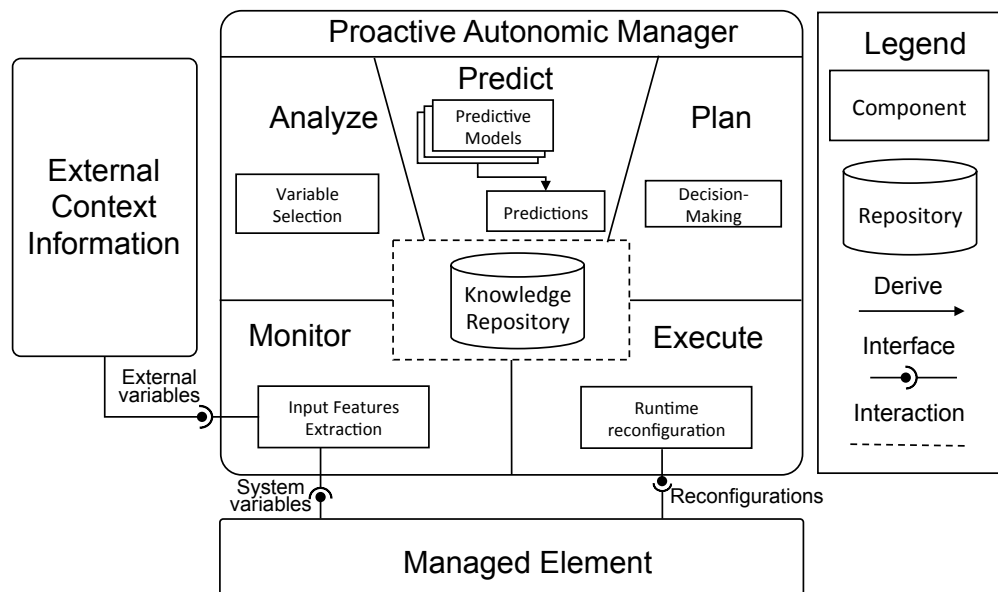 Proactive Autonomic Manager
External
Context
Information
Analyze
Variable
Selection
Predict
Predictive
Models
Predictions
Plan
Decision-
Making
Knowledge
Repository
Monitor
Input Features
Extraction
Execute
Runtime
reconfiguration
External
variables
System
variables
Reconfigurations
Managed Element
Legend
Component
Repository
Derive
Interface
Interaction